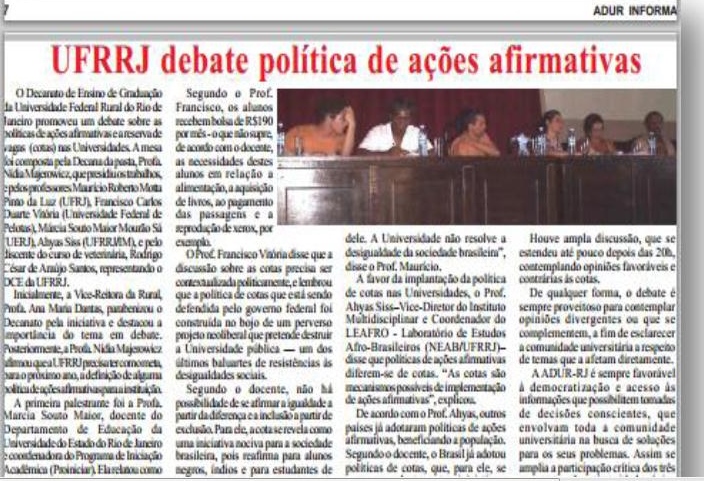 7
ADUR INFORMA
UFRRJ debate política de ações afirmativas
O Decanato de Ensino de Graduação
da Universidade Federal Rural do Rio de
Janeiro promoveu um debate sobre as
políticas de ações afirmativas e a reserva de
vagas (cotas) nas Universidades. A mesa
foi composta pela Decana da pasta, Profa.
Nidia Majerowicz, que presidiu os trabalhos,
e pelos professores Mauricio Roberto Motta
Pinto da Luz (UFRJ), Francisco Carlos
Duarte Vitória (Universidade Federal de
Pelotas), Márcia Souto Maior Mourão Sá
(UERJ), Ahyas Siss (UFRRJ/IM), e pelo
discente do curso de veterinária, Rodrigo
César de Araújo Santos, representando o
DCE da UFRRJ.
Inicialmente, a Vice-Reitora da Rural,
Profa. Ana Maria Dantas, parabenizou o
Decanato pela iniciativa e destacou a
importância do tema em debate.
Posteriormente, a Profa. Nidia Majerowicz
afirmou que a UFRRJ precisa ter como meta,
para o próximo ano, a definição de alguma
política de ações afirmativas para a instituição.
A primeira palestrante foi a Profa.
Marcia Souto Maior, docente do
Departamento de Educação da
Universidade do Estado do Rio de Janeiro
e coordenadora do Programa de Iniciação
Acadêmica (Proiniciar). Ela relatou como
Segundo o Prof.
Francisco, os alunos
recebem bolsa de R$190
por mês - o que não supre,
de acordo com o docente,
as necessidades destes
alunos em relação a
alimentação, a aquisição
de livros, ao pagamento
das passagens e a
reprodução de xerox, por
exemplo.
O Prof. Francisco Vitória disse que a
discussão sobre as cotas precisa ser
contextualizada politicamente, e lembrou
que a política de cotas que está sendo
defendida pelo governo federal foi
construída no bojo de um perverso
projeto neoliberal que pretende destruir
a Universidade pública — um dos
últimos baluartes de resistências às
desigualdades sociais.
Segundo o docente, não há
possibilidade de se afirmar a igualdade a
partir da diferença e a inclusão a partir de
exclusão. Para ele, a cota se revela como
uma iniciativa nociva para a sociedade
brasileira, pois reafirma para alunos
negros, índios e para estudantes de
dele. A Universidade não resolve a
desigualdade da sociedade brasileira”,
disse o Prof. Mauricio.
A favor da implantação da política
de cotas nas Universidades, o Prof.
Ahyas Siss–Vice-Diretor do Instituto
Multidisciplinar e Coordenador do
LEAFRO - Laboratório de Estudos
Afro-Brasileiros (NEAB/UFRRJ)–
disse que políticas de ações afirmativas
diferem-se de cotas. “As cotas são
mecanismos possíveis de implementação
de ações afirmativas”, explicou.
De acordo com o Prof. Ahyas, outros
países já adotaram políticas de ações
afirmativas, beneficiando a população.
Segundo o docente, o Brasil já adotou
políticas de cotas, que, para ele, se
Houve ampla discussão, que se
estendeu até pouco depois das 20h,
contemplando opiniões favoráveis e
contrárias às cotas.
De qualquer forma, o debate é
sempre proveitoso para contemplar
opiniões divergentes ou que se
complementem, a fim de esclarecer
a comunidade universitária a respeito
de temas que a afetam diretamente.
A ADUR-RJ é sempre favorável
à democratização e acesso às
informações que possibilitem tomadas
de decisões conscientes, que
envolvam toda a comunidade
universitária na busca de soluções
para os seus problemas. Assim se
amplia a participação crítica dos três